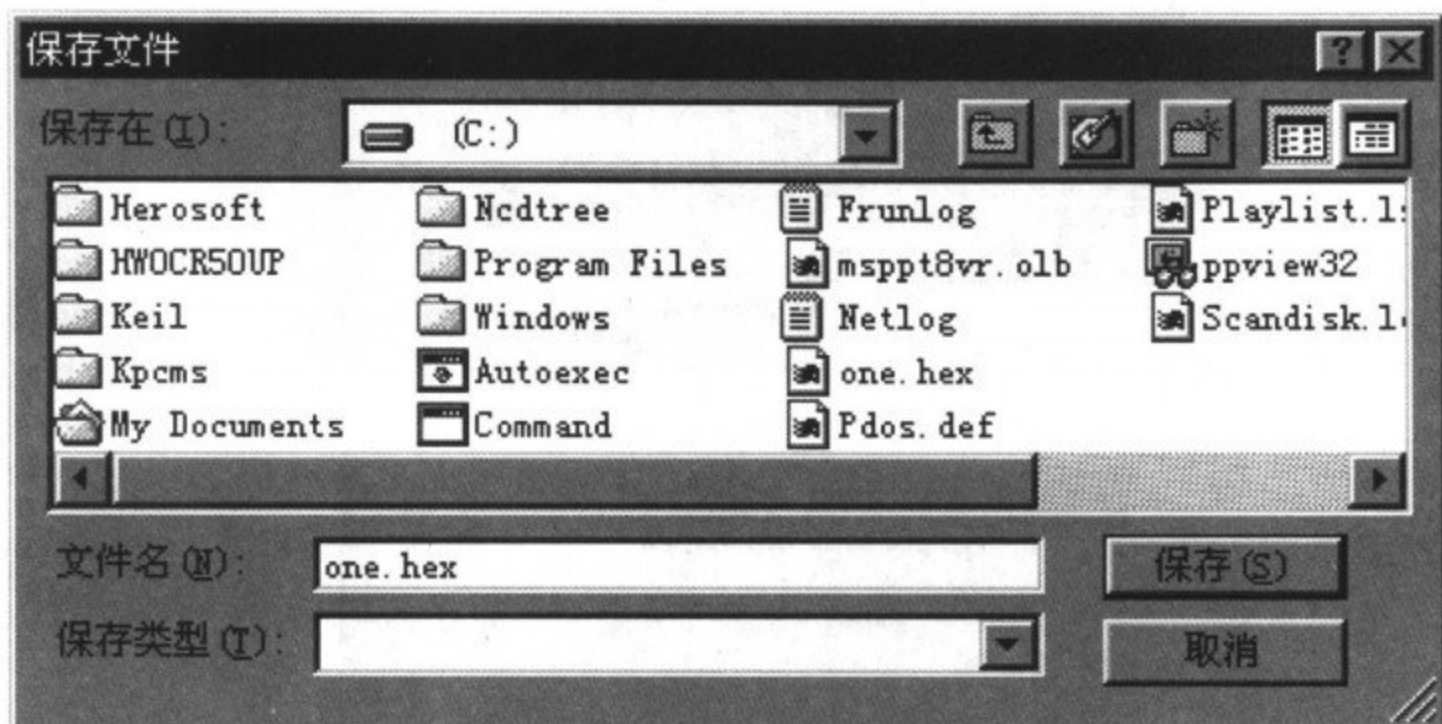 保存文件
保存在(I): (C:)
Herosoft Ncdtree Frunlog Playlist.l
HWOCR50UP Program Files msppt8vr.olb ppview32
Keil Windows Netlog Scandisk.l
Kpcms Autoexec one.hex
My Documents Command Pdos.def
文件名(N): one.hex 保存(S)
保存类型(T): 取消